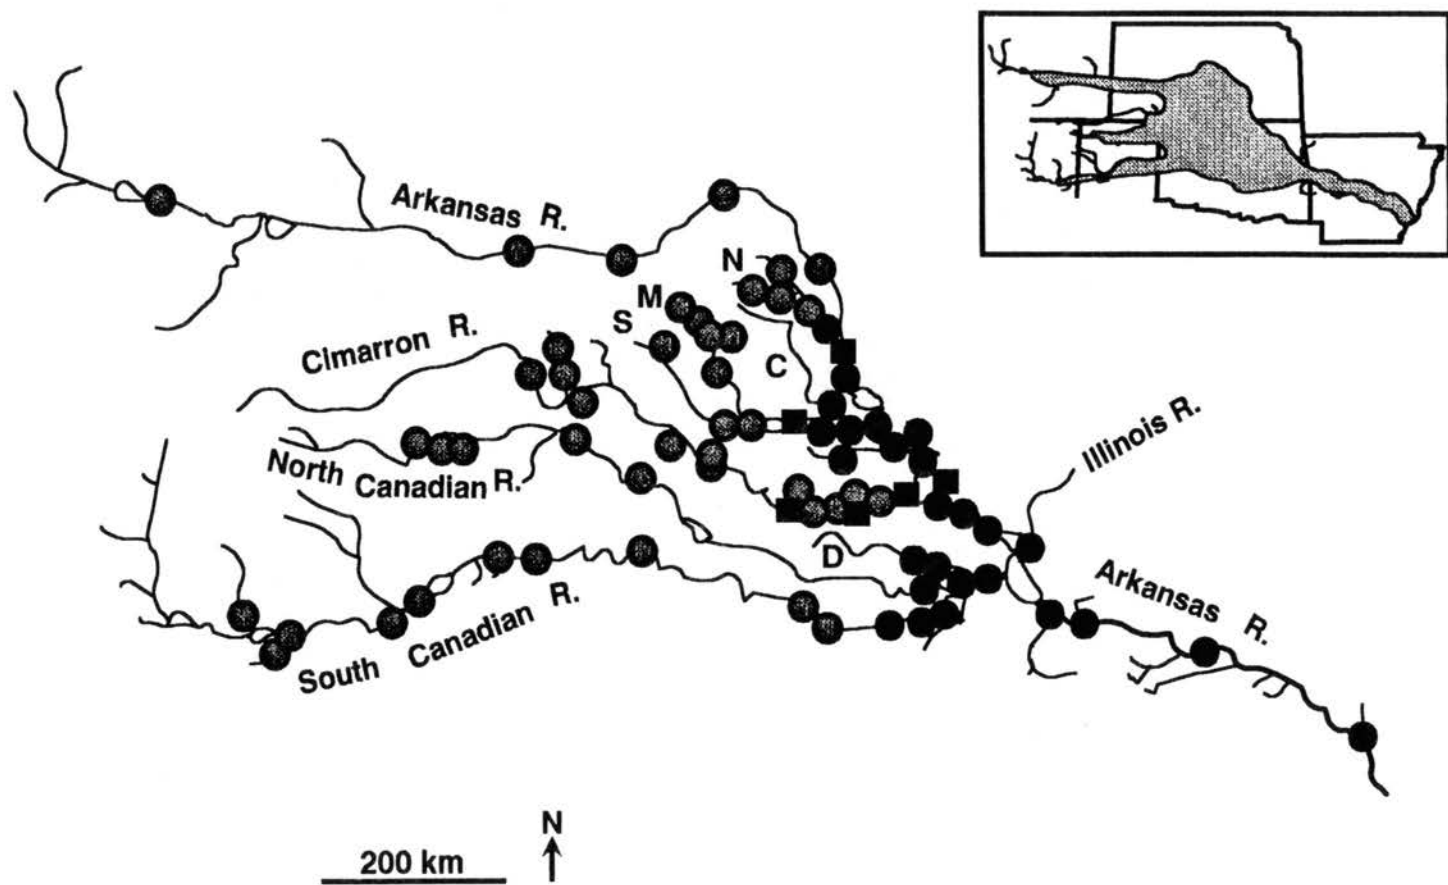 Arkansas R.
N
M
S
Cimarron R.
C
Illinois R.
North Canadian R.
D
Arkansas R.
South Canadian R.
N
200 km